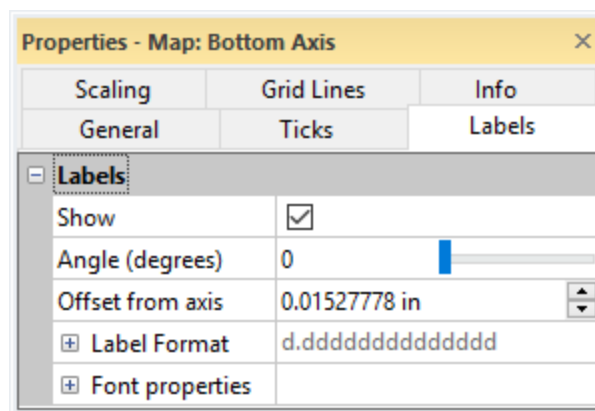 Properties - Map: Bottom Axis
Scaling Grid Lines Info
General Ticks Labels
Labels
Show
Angle (degrees) 0
Offset from axis 0.01527778 in
Label Format d.dddddddddddddd
Font properties